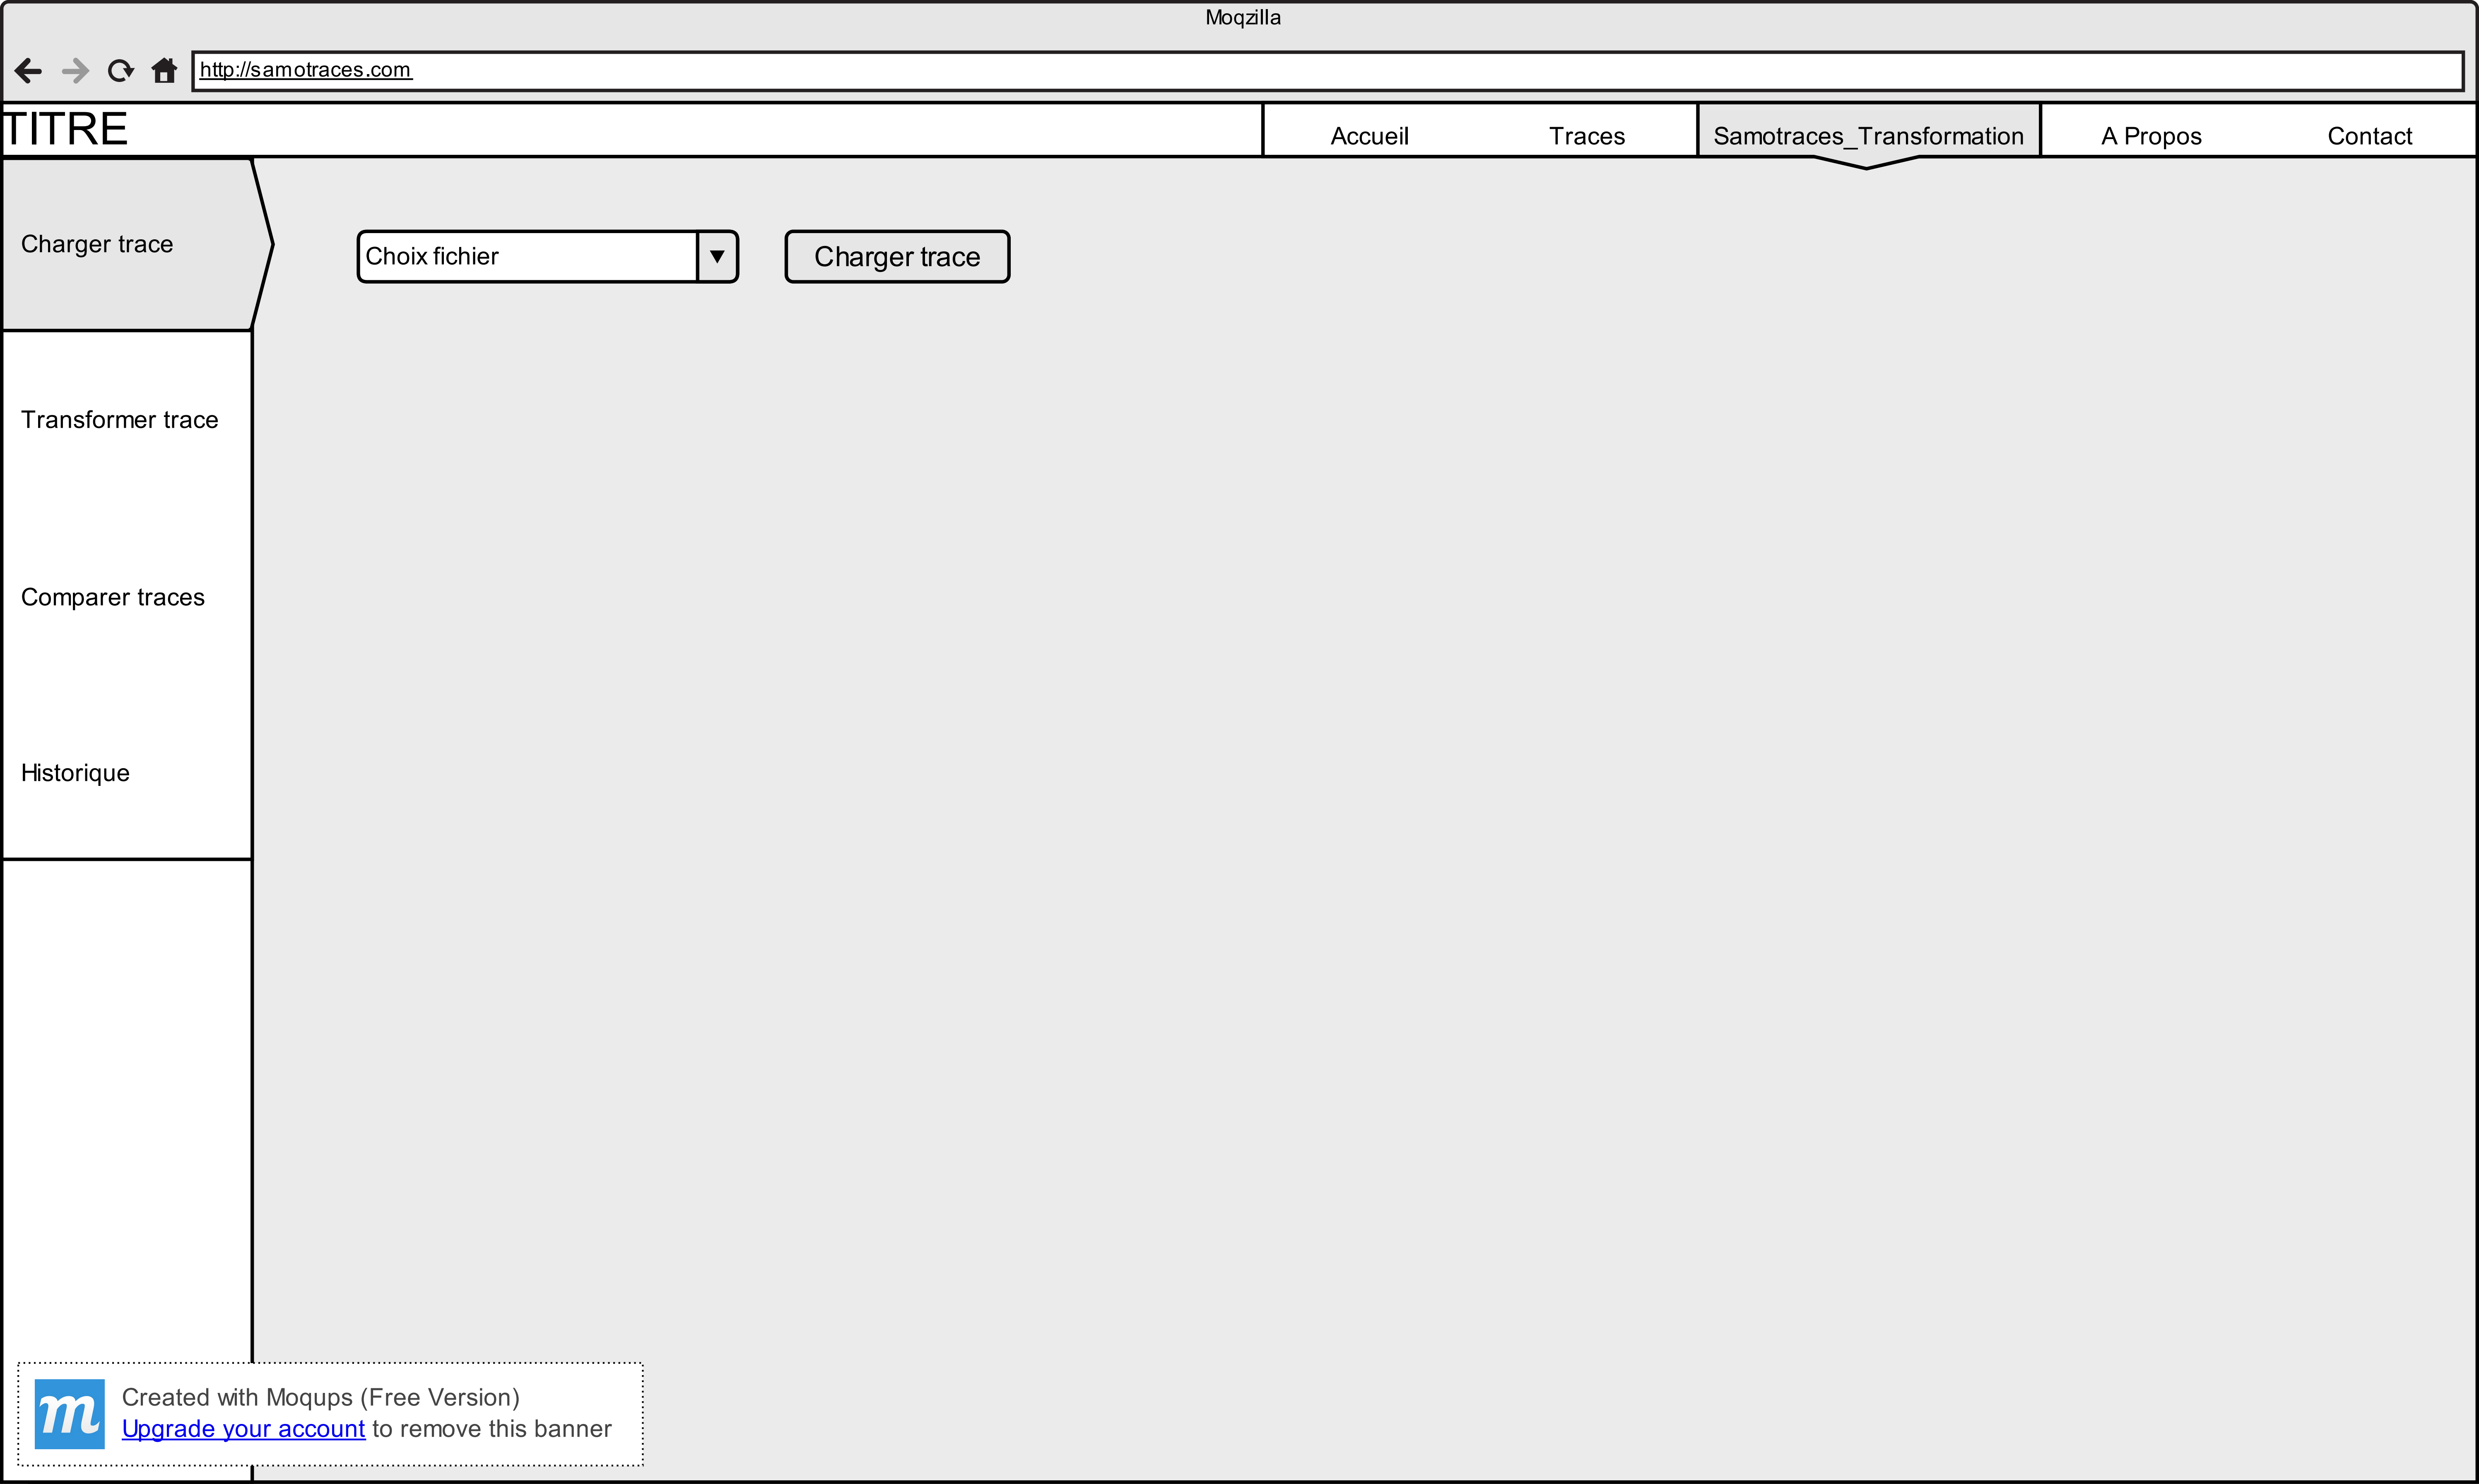 Moqzilla
http://samotraces.com
TITRE
Accueil
Traces
Samotraces_Transformation
A Propos
Contact
Charger trace
Choix fichier
Charger trace
Transformer trace
Comparer traces
Historique
m
Created with Moqups (Free Version)
Upgrade your account to remove this banner